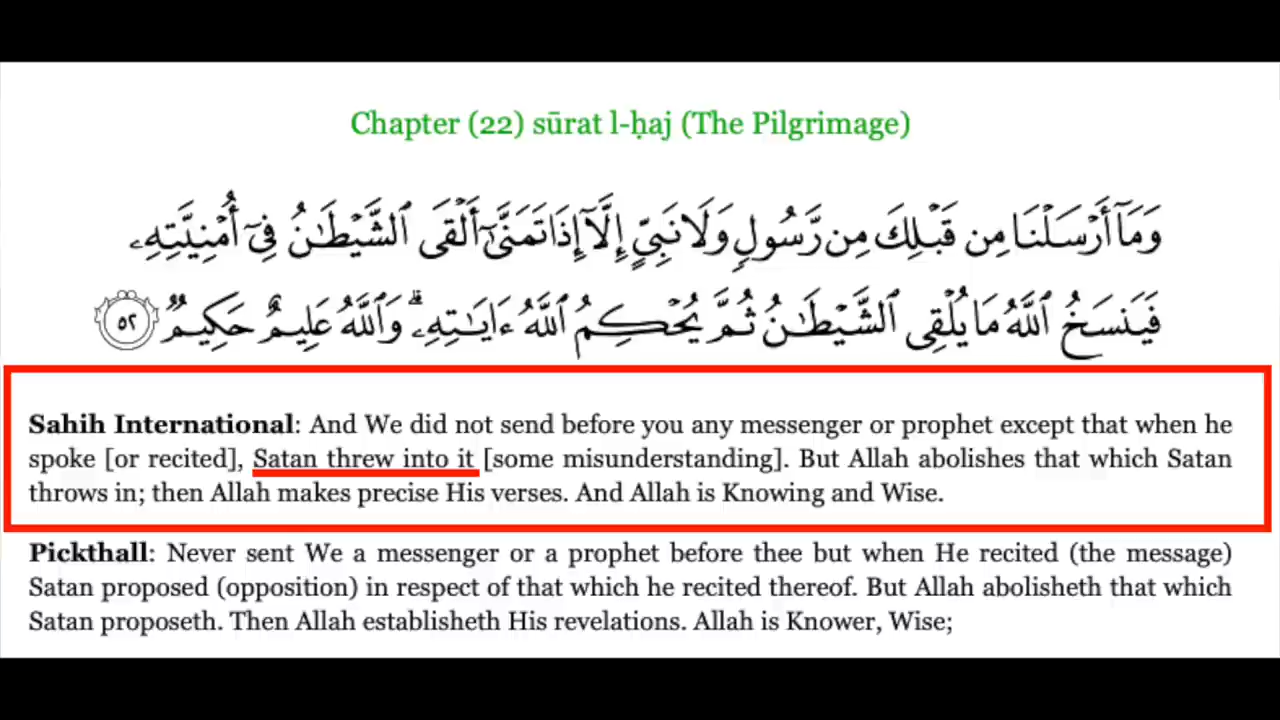 Chapter (22) sūrat l-ḥaj (The Pilgrimage)
وَمَآ أَرْسَلْنَا مِن قَبْلِكَ مِن رَّسُولٍ وَلَا نَبِىٍّ إِلَّآ إِذَا تَمَنَّىٰٓ أَلْقَى ٱلشَّيْطَـٰنُ فِىٓ أُمْنِيَّتِهِۦ
فَيَنسَخُ ٱللَّهُ مَا يُلْقِى ٱلشَّيْطَـٰنُ ثُمَّ يُحْكِمُ ٱللَّهُ ءَايَـٰتِهِۦ ۗ وَٱللَّهُ عَلِيمٌ حَكِيمٌ ٥٢
Sahih International: And We did not send before you any messenger or prophet except that when he
spoke [or recited], Satan threw into it [some misunderstanding]. But Allah abolishes that which Satan
throws in; then Allah makes precise His verses. And Allah is Knowing and Wise.
Pickthall: Never sent We a messenger or a prophet before thee but when He recited (the message)
Satan proposed (opposition) in respect of that which he recited thereof. But Allah abolisheth that which
Satan proposeth. Then Allah establisheth His revelations. Allah is Knower, Wise;